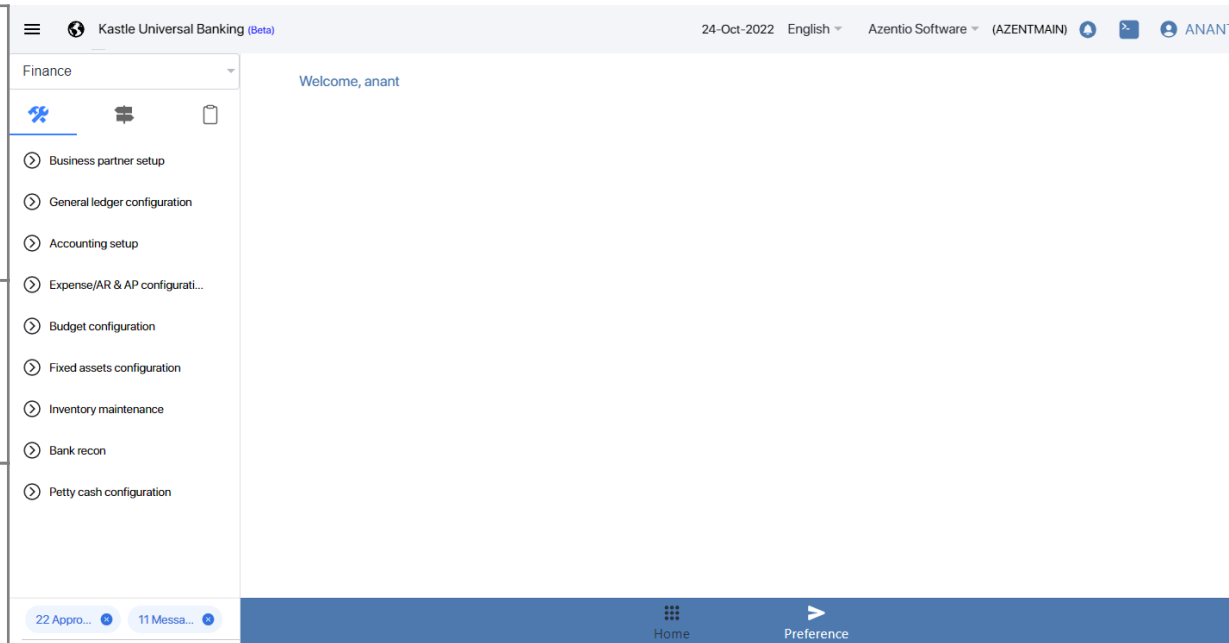 Kastle Universal Banking (Beta)
24-Oct-2022 English Azentio Software (AZENTMAIN) ANANT
Finance
Welcome, anant
Business partner setup
General ledger configuration
Accounting setup
Expense/AR & AP configurati...
Budget configuration
Fixed assets configuration
Inventory maintenance
Bank recon
Petty cash configuration
22 Appro... 11 Messa...
Home Preference